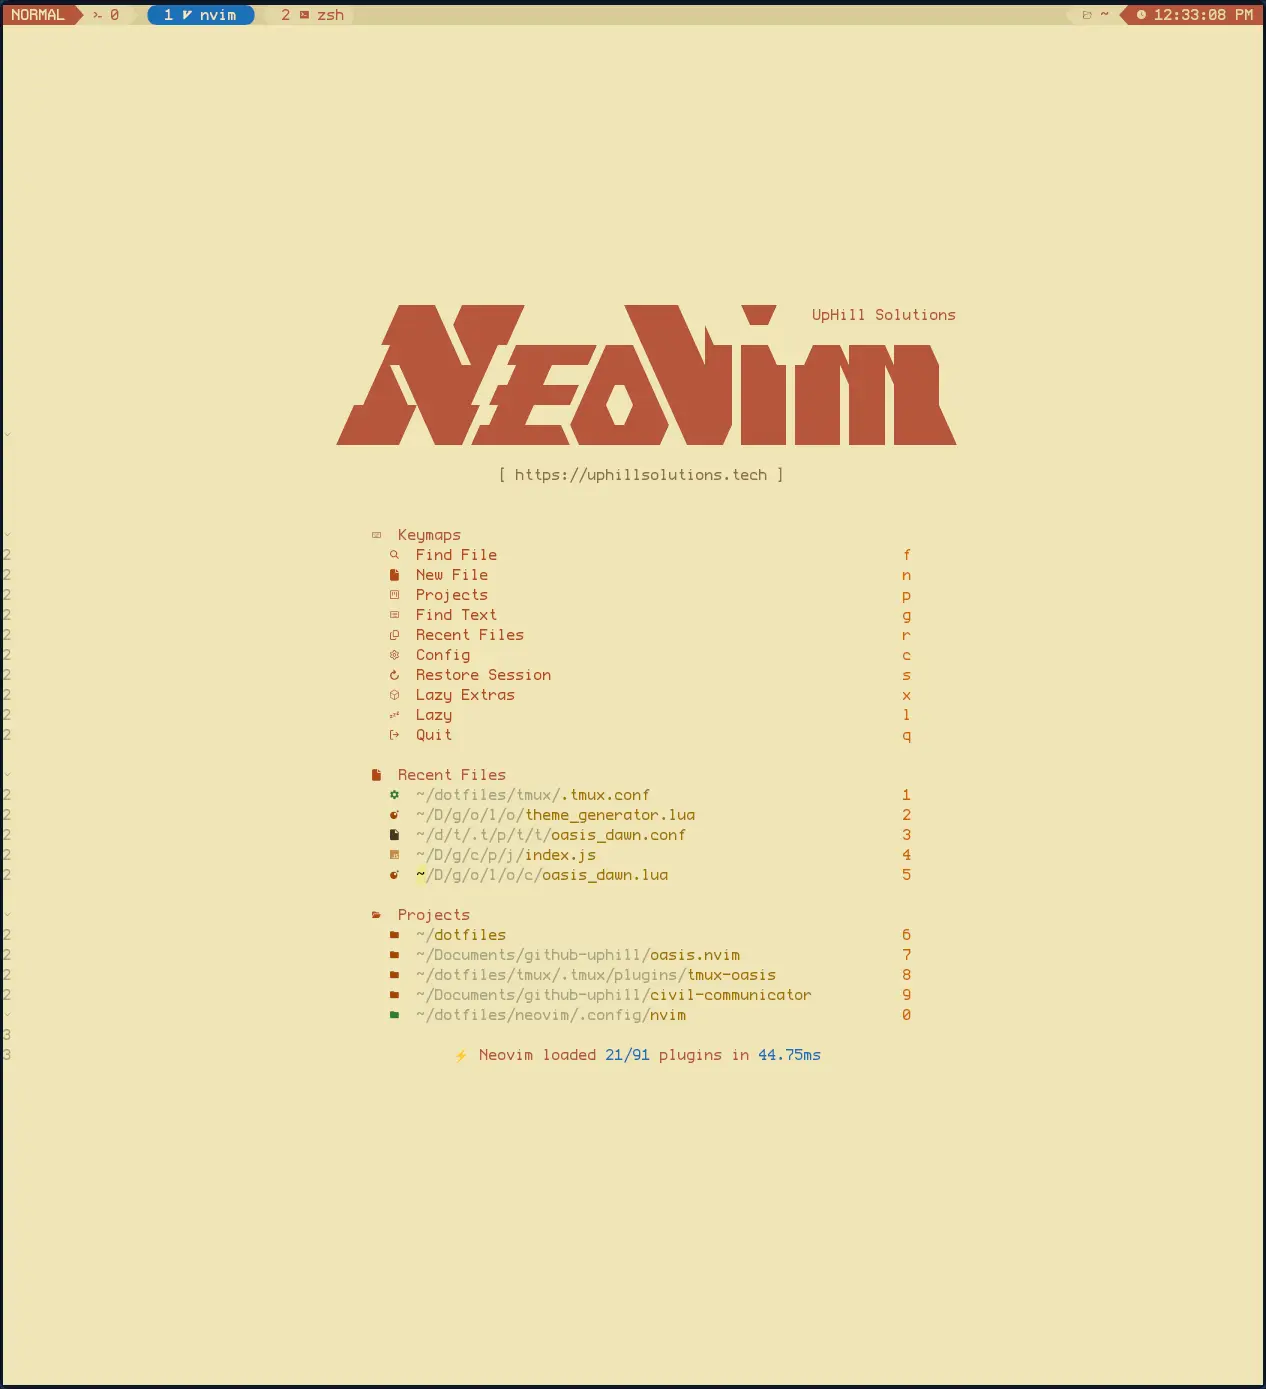 NORMAL 0 1 nvim 2 zsh ~ 12:33:08 PM
NeoVim
UpHill Solutions
[ https://uphillsolutions.tech ]
Keymaps
Find File f
New File n
Projects p
Find Text g
Recent Files r
Config c
Restore Session s
Lazy Extras x
Lazy l
Quit q
Recent Files
~/dotfiles/tmux/.tmux.conf 1
~/D/g/o/l/o/theme_generator.lua 2
~/d/t/.t/p/t/t/oasis_dawn.conf 3
~/D/g/c/p/j/index.js 4
~/D/g/o/l/o/c/oasis_dawn.lua 5
Projects
~/dotfiles 6
~/Documents/github-uphill/oasis.nvim 7
~/dotfiles/tmux/.tmux/plugins/tmux-oasis 8
~/Documents/github-uphill/civil-communicator 9
~/dotfiles/neovim/.config/nvim 0
⚡ Neovim loaded 21/91 plugins in 44.75ms